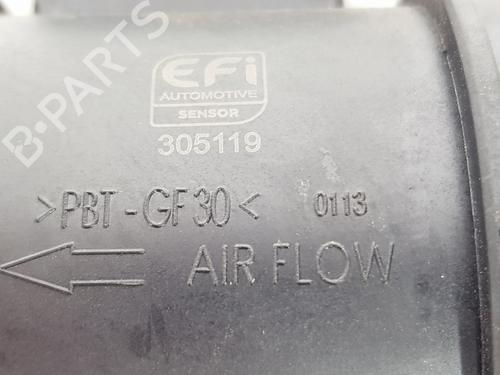 B-PARTS
EFi
AUTOMOTIVE
SENSOR
305119
>PBT-GF30< 0113
AIR FLOW